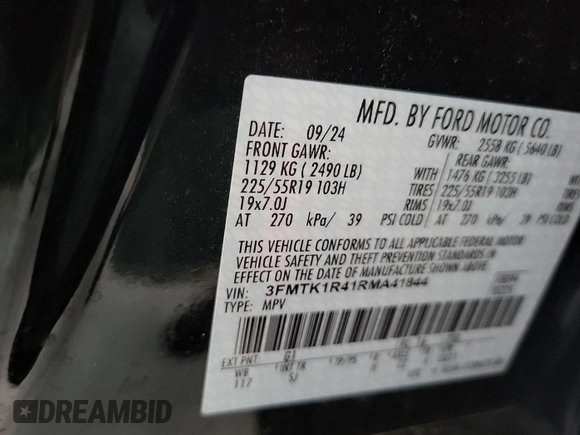 MFD. BY FORD MOTOR CO.
DATE: 09/24 GVWR: 2558 KG ( 5640 LB)
FRONT GAWR: REAR GAWR:
1129 KG ( 2490 LB) WITH 1476 KG ( 3255 LB)
225/55R19 103H TIRES 225/55R19 103H
19x7.0J RIMS 19x7.0J
AT 270 kPa/ 39 PSI COLD AT 270 kPa/ 39 PSI COLD
THIS VEHICLE CONFORMS TO ALL APPLICABLE FEDERAL MOTOR
VEHICLE SAFETY AND THEFT PREVENTION STANDARDS IN
EFFECT ON THE DATE OF MANUFACTURE SHOWN ABOVE.
VIN: 3FMTK1R41RMA41844
TYPE: MPV
EXT PNT: G1
WB INT TR
117 SJ
DREAMBID